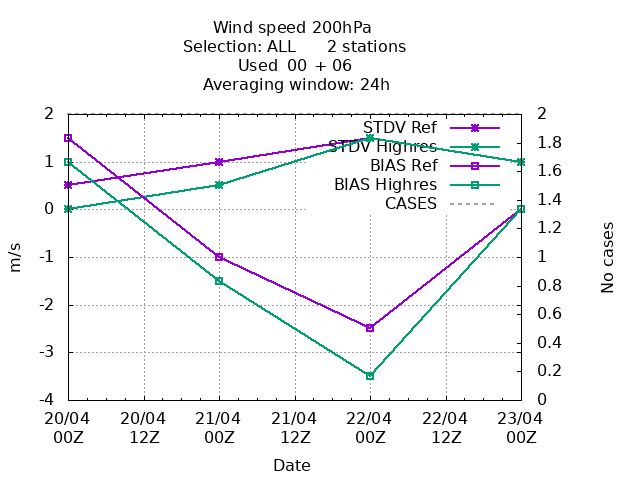 Wind speed 200hPa
Selection: ALL 2 stations
Used 00 + 06
Averaging window: 24h
STDV Ref
STDV Highres
BIAS Ref
BIAS Highres
CASES
m/s
2
1
0
-1
-2
-3
-4
No cases
2
1.8
1.6
1.4
1.2
1
0.8
0.6
0.4
0.2
0
20/04 00Z
20/04 12Z
21/04 00Z
21/04 12Z
22/04 00Z
22/04 12Z
23/04 00Z
Date